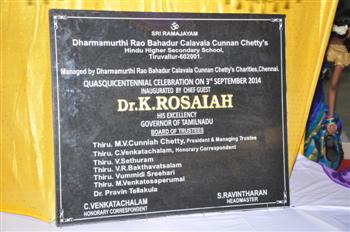 ॐ
SRI RAMAJAYAM
Dharmamurthi Rao Bahadur Calavala Cunnan Chetty's
Hindu Higher Secondary School,
Tiruvallur-602001.
Managed by Dharmamurthi Rao Bahadur Calavala Cunnan Chetty's Charities,Chennai.
QUASQUICENTENNIAL CELEBRATION ON 3rd SEPTEMBER 2014
INAUGURATED BY CHIEF GUEST
Dr.K.ROSAIAH
HIS EXCELLENCY
GOVERNOR OF TAMILNADU
BOARD OF TRUSTEES
Thiru. M.V.Cunniah Chetty, President & Managing Trustee
Thiru. C.Venkatachalam, Honorary Correspondent
Thiru. V.Sethuram
Thiru. V.R.Bakthavatsalam
Thiru. Vummidi Sreehari
Thiru. M.Venkatesaperumal
Dr. Pravin Tellakula
C.VENKATACHALAM
HONORARY CORRESPONDENT
S.RAVINTHARAN
HEADMASTER